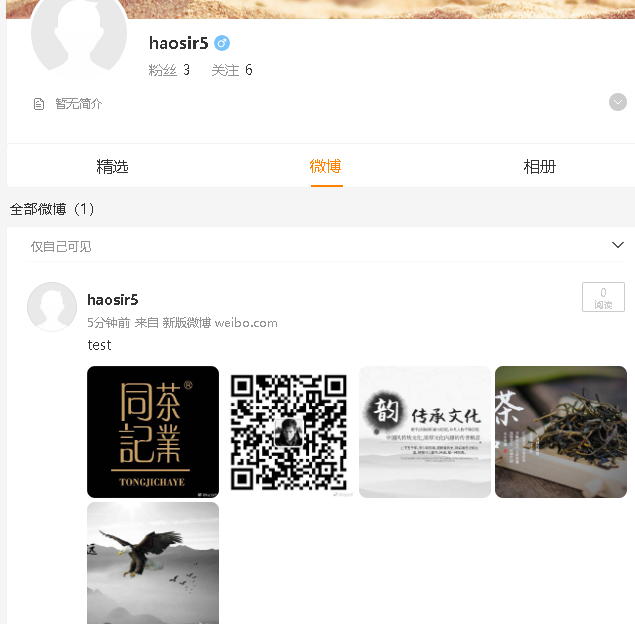 haosir5
粉丝 3 关注 6
暂无简介
精选 微博 相册
全部微博（1）
仅自己可见
haosir5
0
阅读
5分钟前 来自 新版微博 weibo.com
test
同茶
記業
®
TONGJICHAYE
韵
传承文化
茶
远